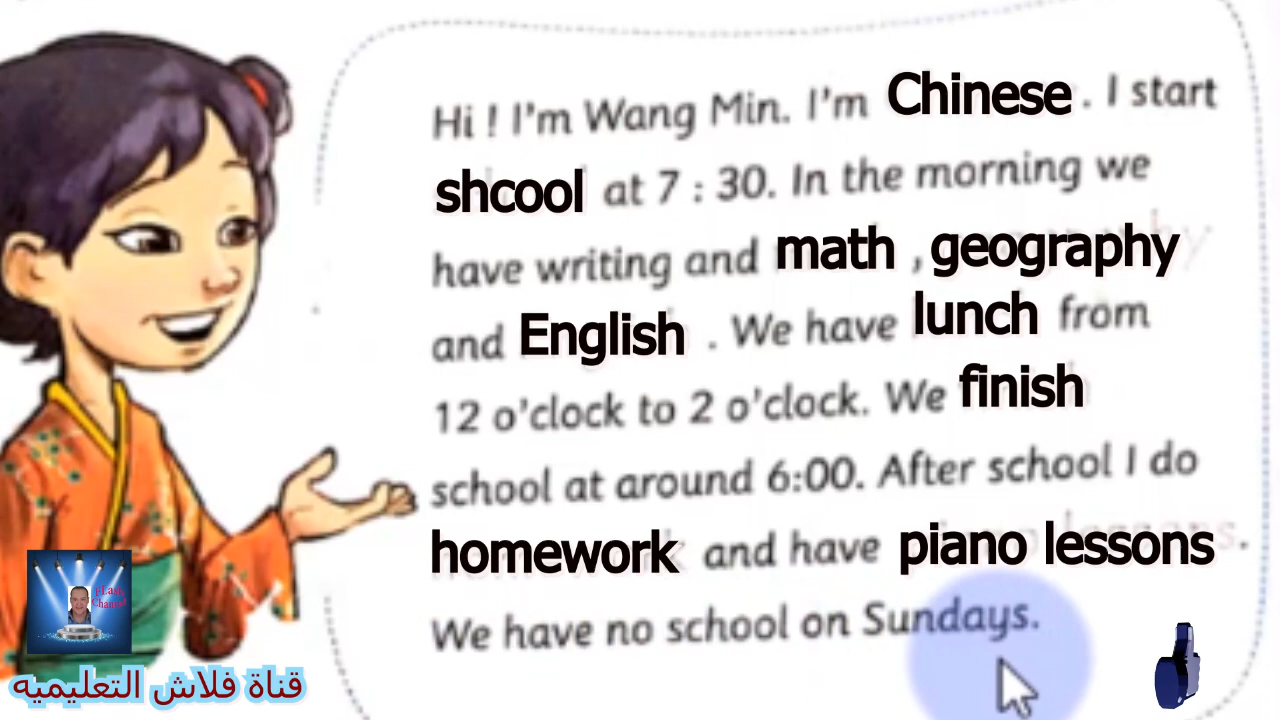 Hi ! I'm Wang Min. I'm Chinese . I start
shcool at 7 : 30. In the morning we
have writing and math , geography
and English . We have lunch from
12 o'clock to 2 o'clock. We finish
school at around 6:00. After school I do
homework and have piano lessons .
We have no school on Sundays.
FLash
Channel
قناة فلاش التعليميه